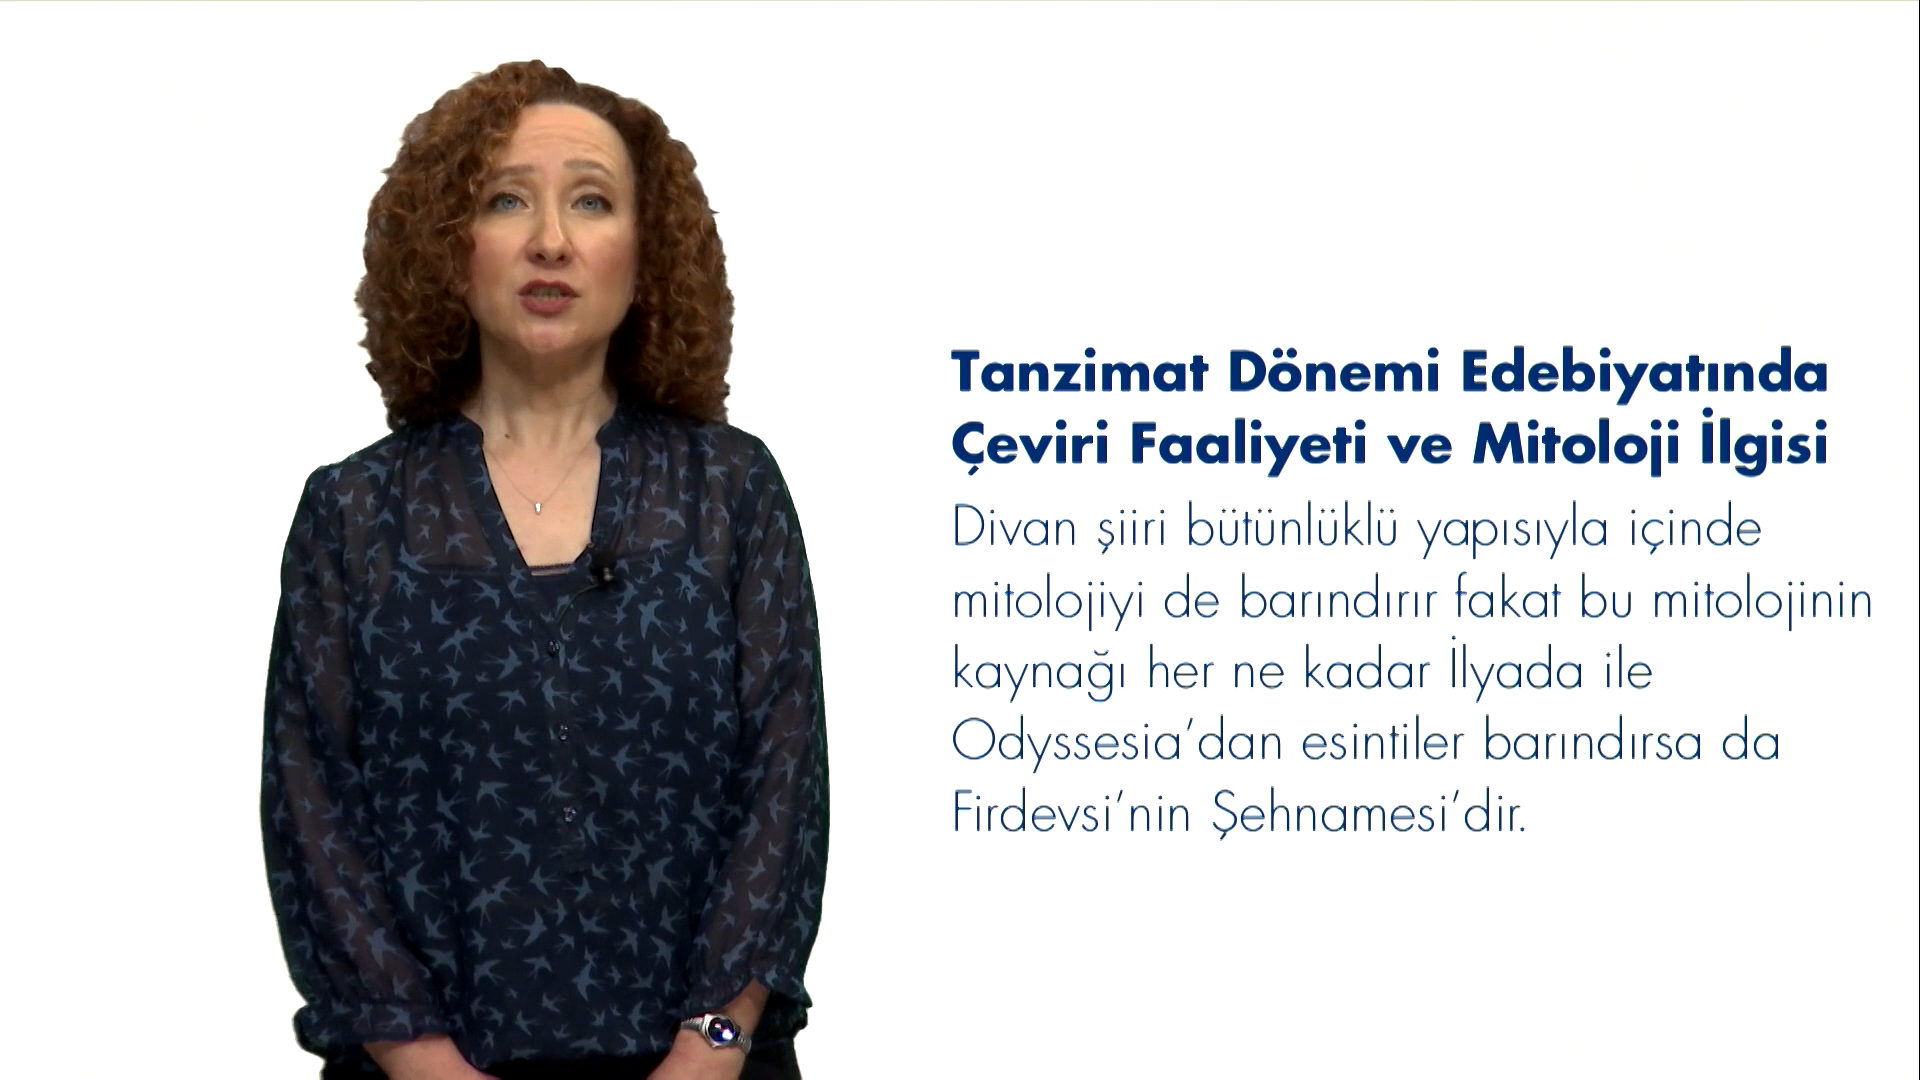 Tanzimat Dönemi Edebiyatında
Çeviri Faaliyeti ve Mitoloji İlgisi
Divan şiiri bütünlüklü yapısıyla içinde
mitolojiyi de barındırır fakat bu mitolojinin
kaynağı her ne kadar İlyada ile
Odyssesia’dan esintiler barındırsa da
Firdevsi’nin Şehnamesi’dir.